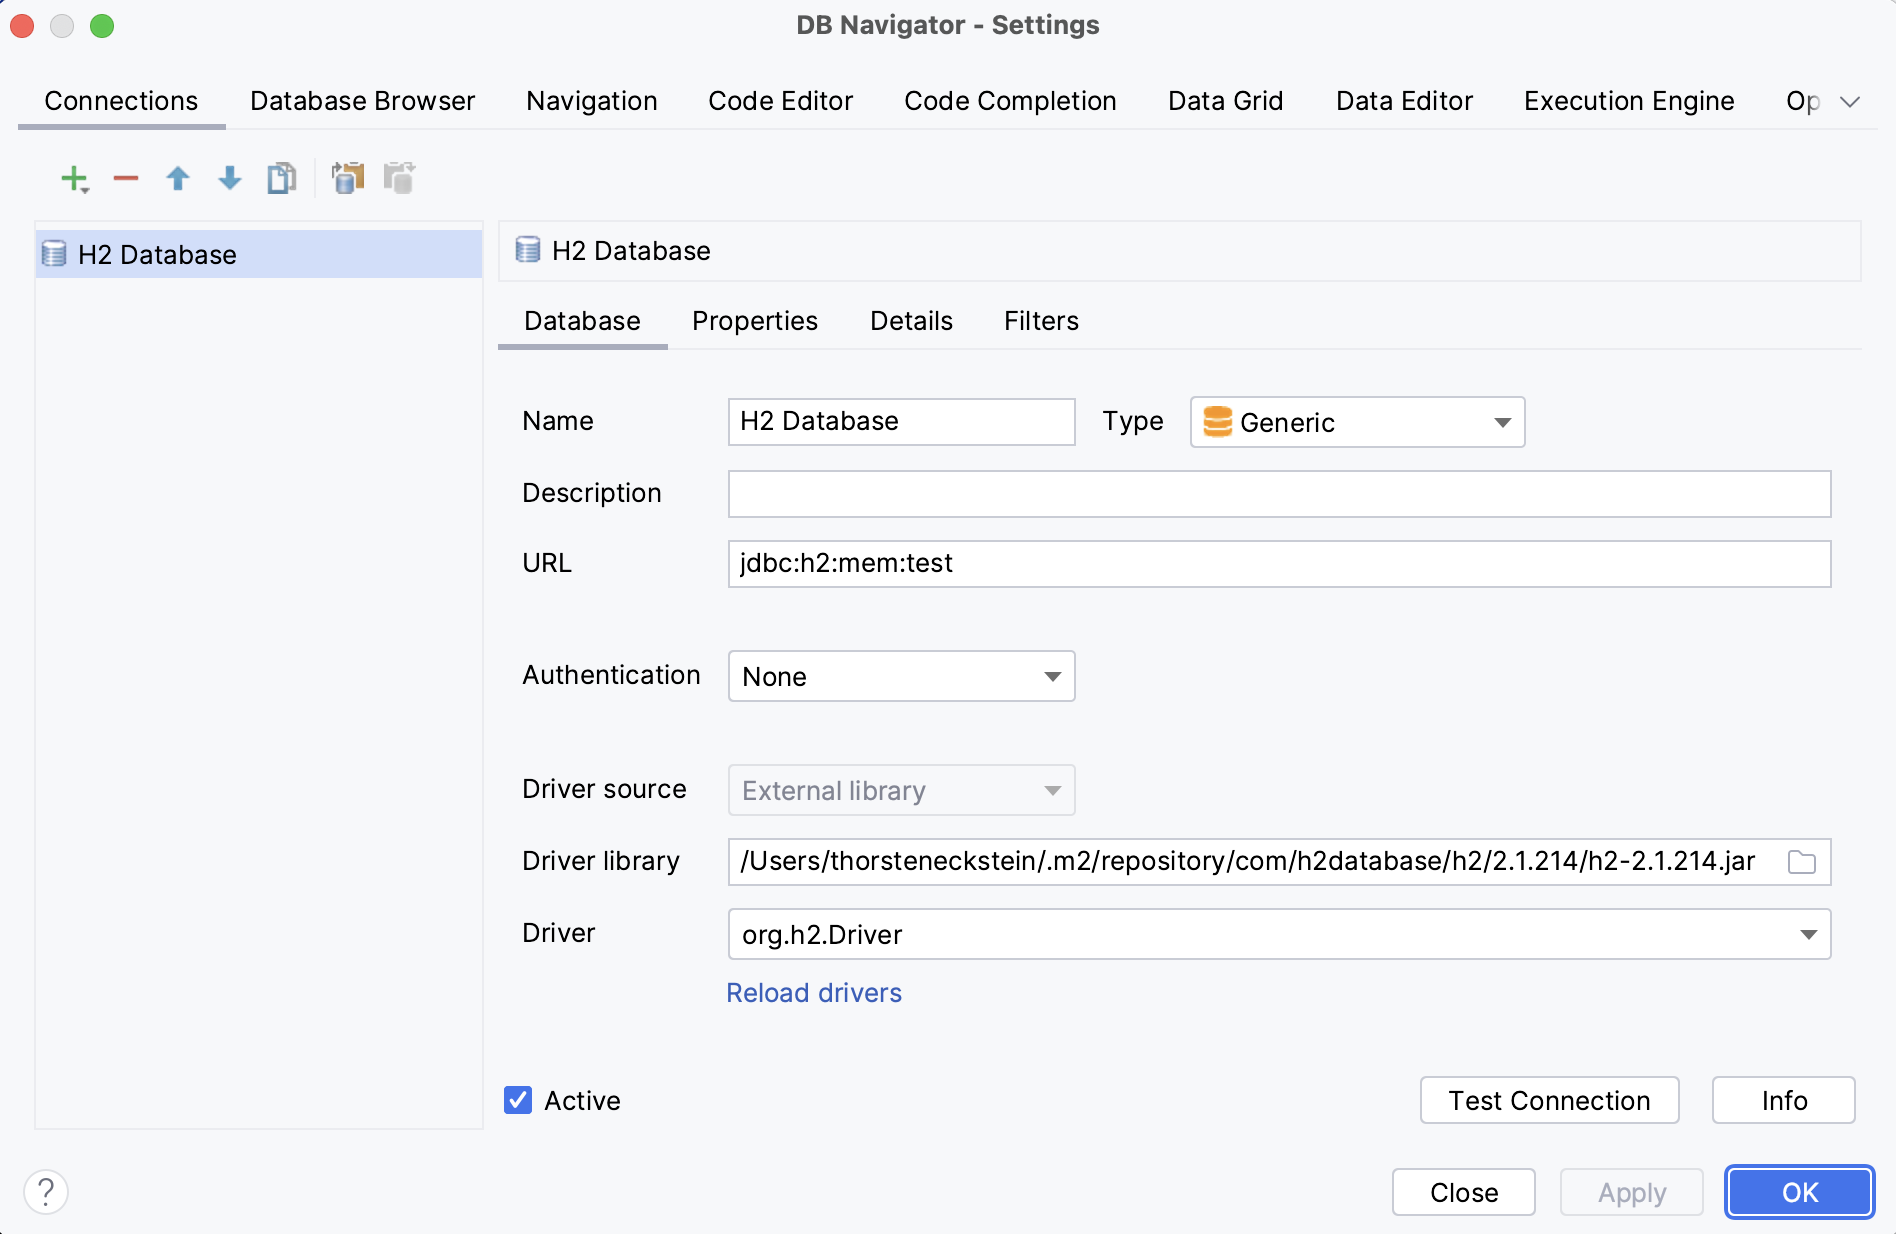 DB Navigator - Settings
Connections Database Browser Navigation Code Editor Code Completion Data Grid Data Editor Execution Engine Op
H2 Database
H2 Database
Database Properties Details Filters
Name H2 Database Type Generic
Description
URL jdbc:h2:mem:test
Authentication None
Driver source External library
Driver library /Users/thorsteneckstein/.m2/repository/com/h2database/h2/2.1.214/h2-2.1.214.jar
Driver org.h2.Driver
Reload drivers
Active Test Connection Info
? Close Apply OK